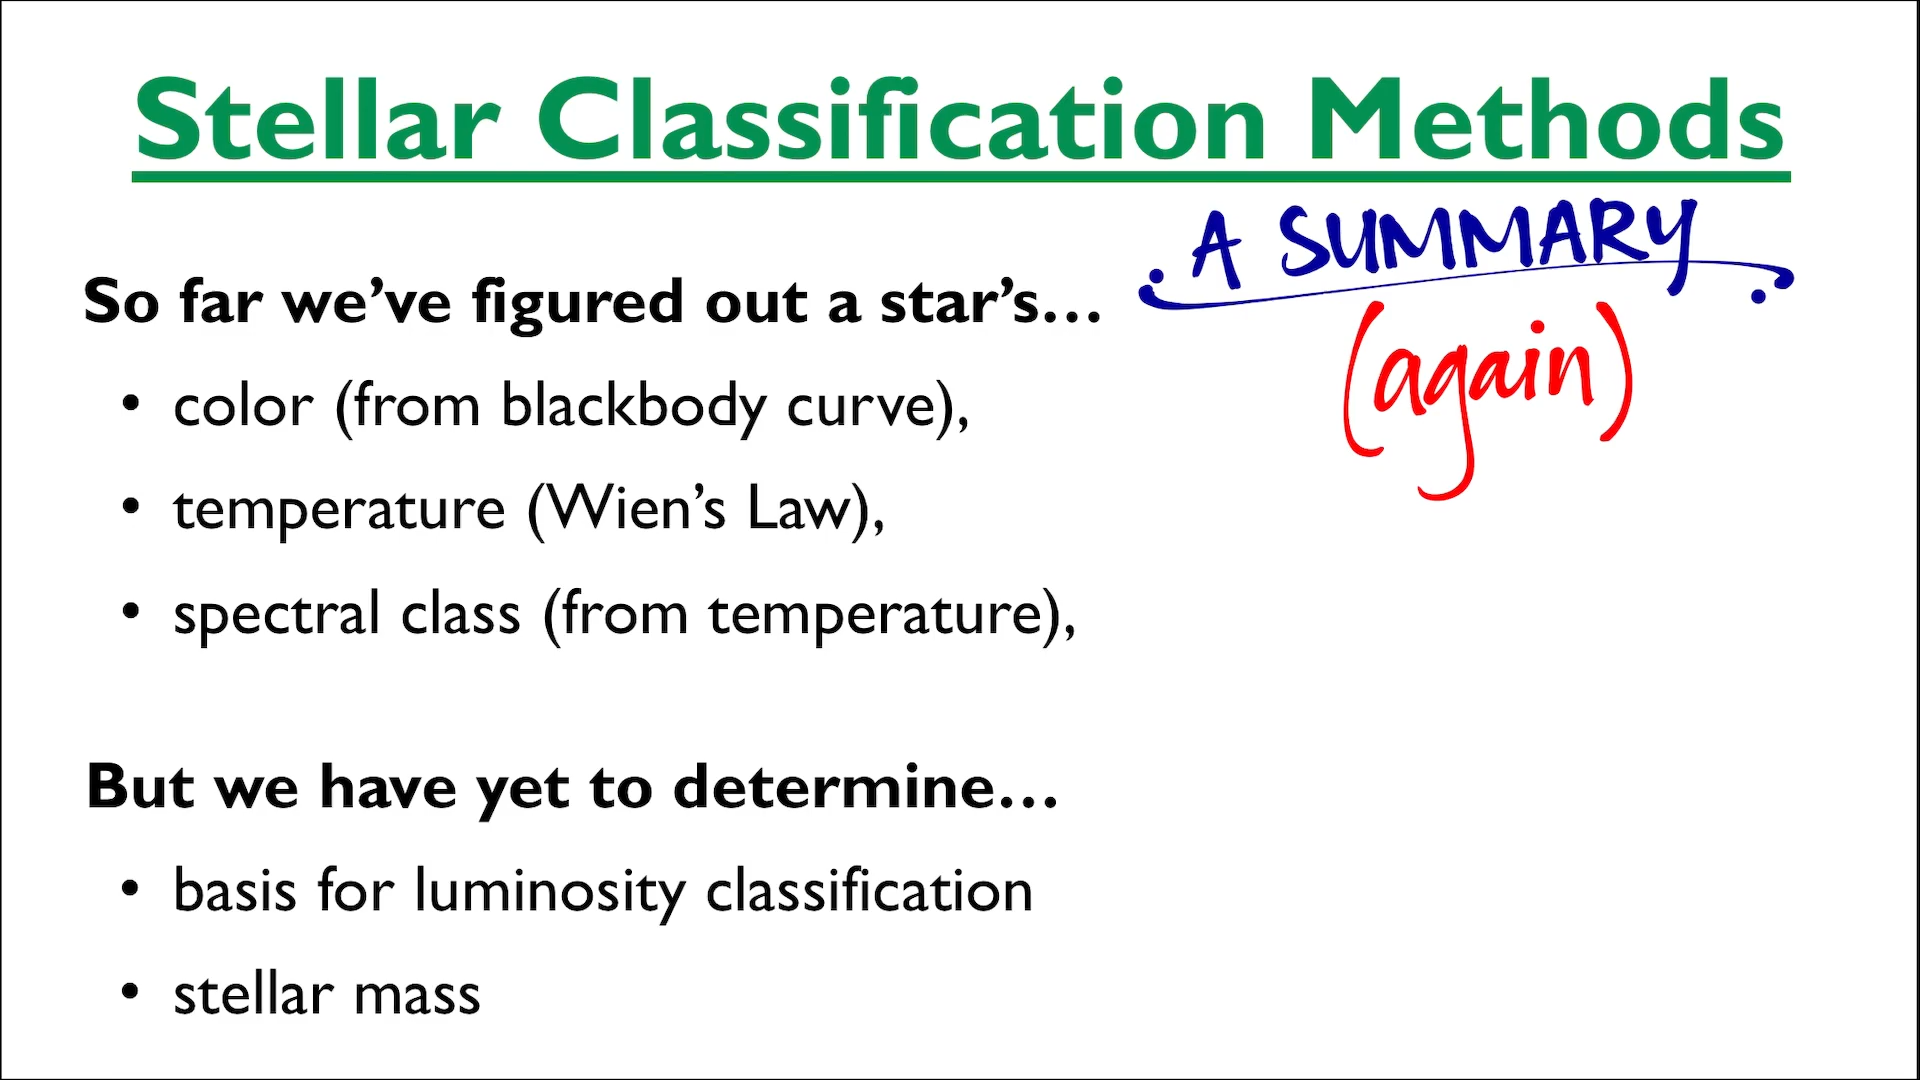 Stellar Classification Methods
A SUMMARY
(again)
So far we’ve figured out a star’s…
• color (from blackbody curve),
• temperature (Wien’s Law),
• spectral class (from temperature),
But we have yet to determine…
• basis for luminosity classification
• stellar mass